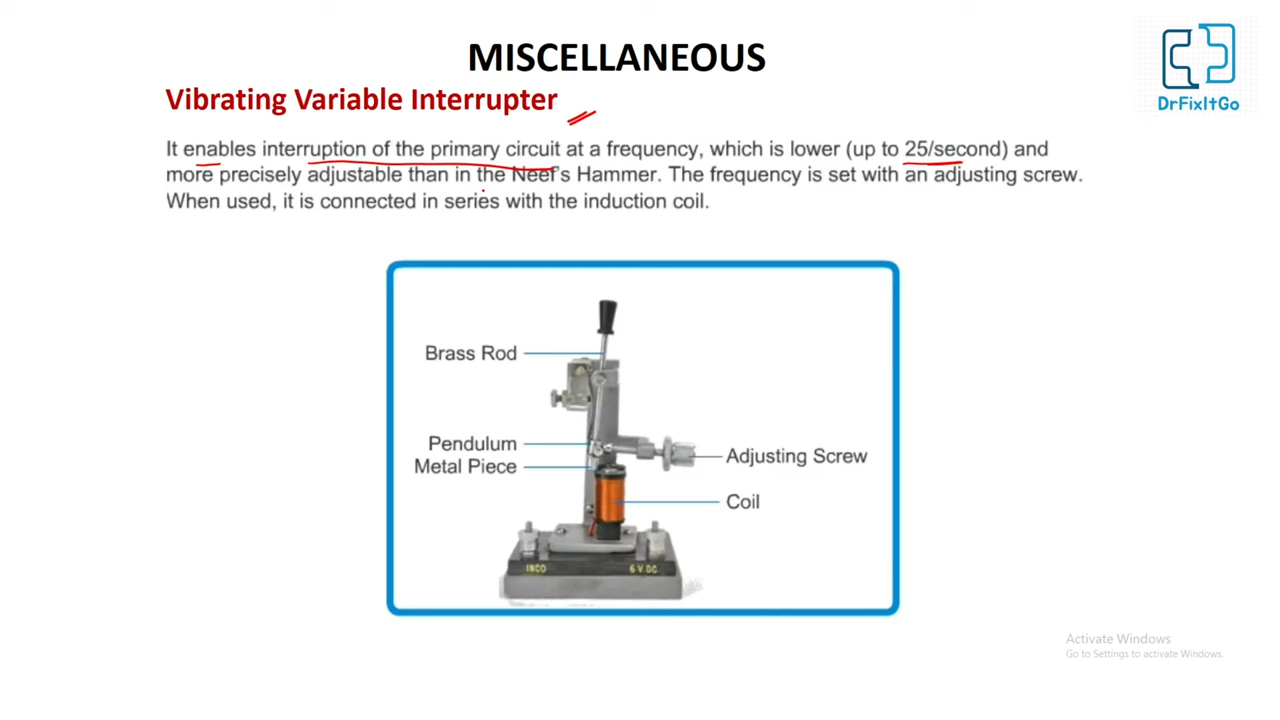 MISCELLANEOUS
DrFixItGo
Vibrating Variable Interrupter
It enables interruption of the primary circuit at a frequency, which is lower (up to 25/second) and
more precisely adjustable than in the Neef's Hammer. The frequency is set with an adjusting screw.
When used, it is connected in series with the induction coil.
Brass Rod
Pendulum
Metal Piece
Adjusting Screw
Coil
INCO
6 V DC
Activate Windows
Go to Settings to activate Windows.